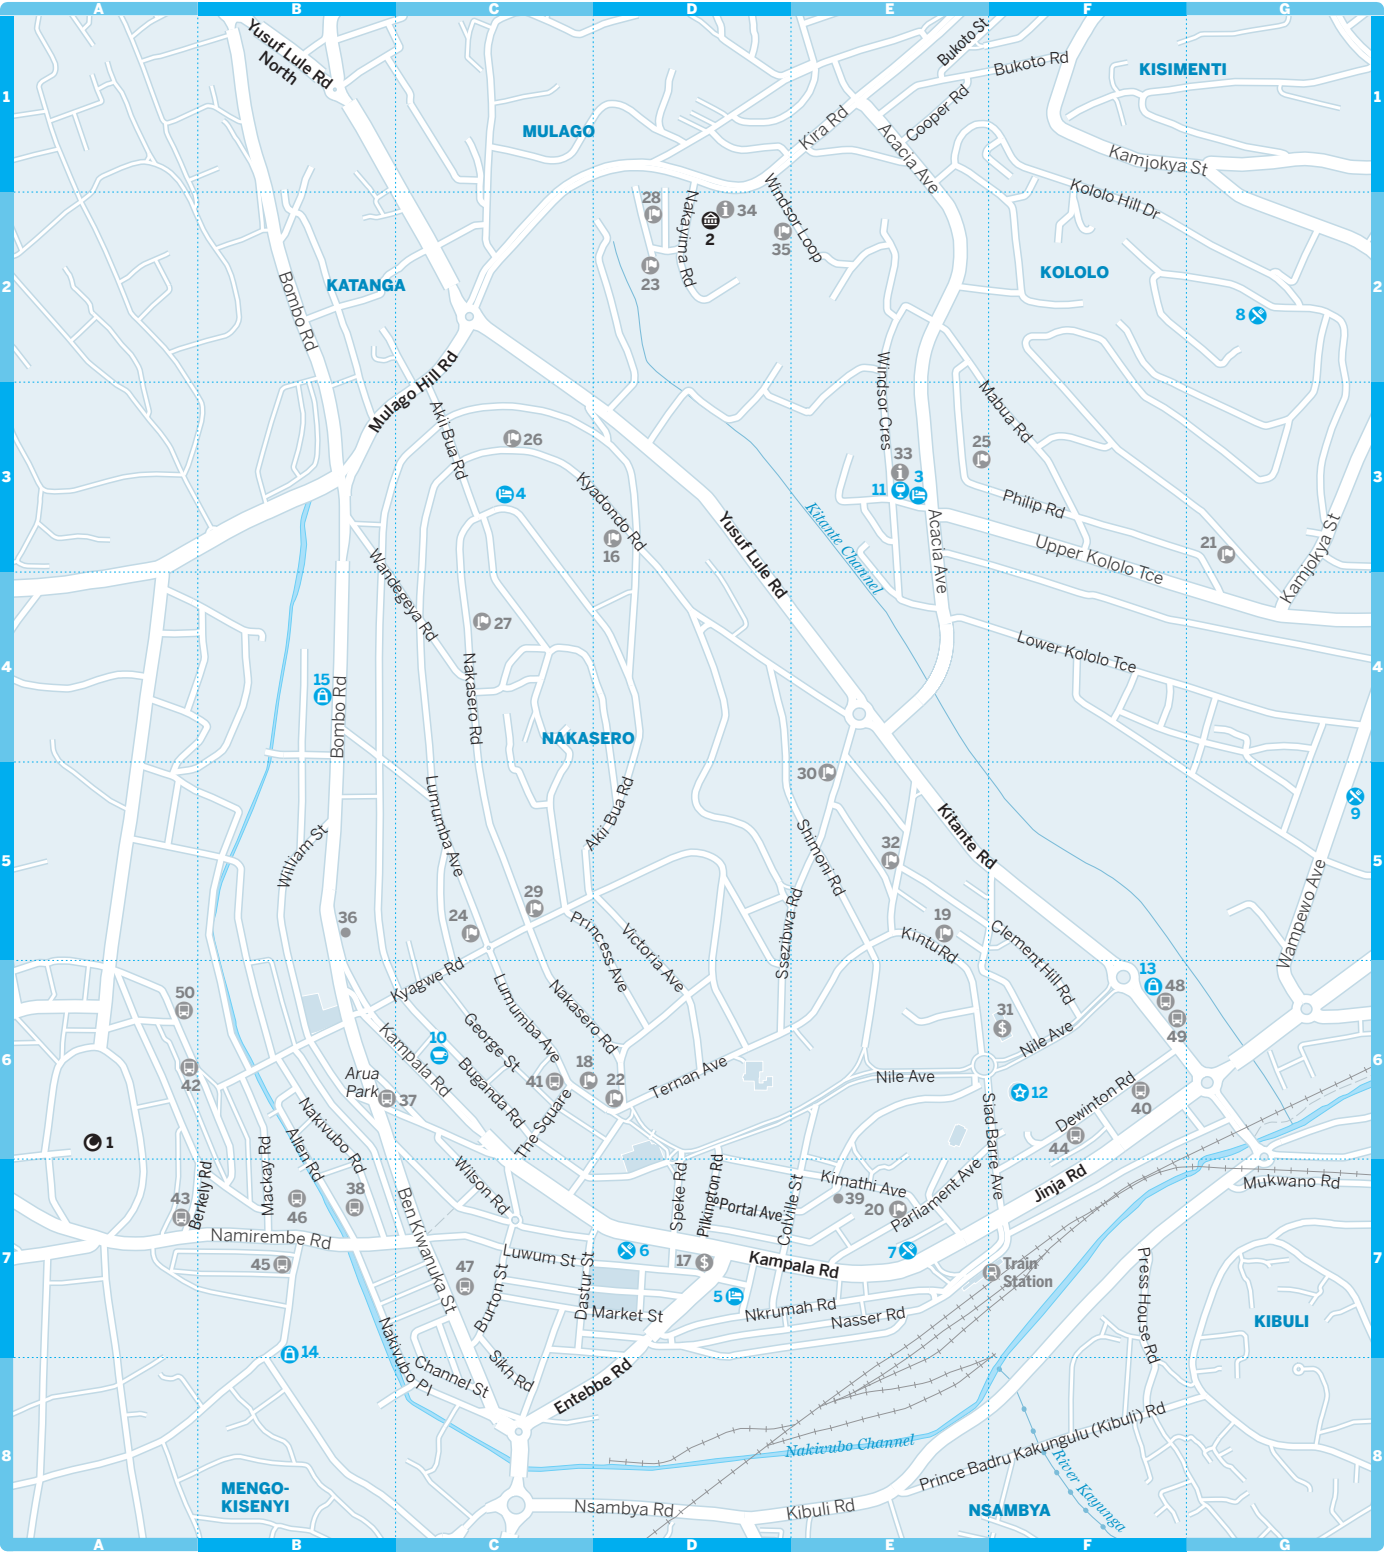 A B C D E F G
Yusuf Lule Rd
North
Bukoto St
Bukoto Rd
KISIMENTI
1
1
MULAGO
Kira Rd
Cooper Rd
Acacia Ave
Kamjokya St
Kololo Hill Dr
28
34
2
Nakayima Rd
Windsor Loop
35
23
KATANGA
KOLOLO
2
2
Bombo Rd
8
Mulago Hill Rd
Windsor Cres
Akii Bua Rd
Mabua Rd
26
25
33
3
3
3
11
4
Kyadondo Rd
Philip Rd
16
Yusuf Lule Rd
Kitante Channel
Acacia Ave
Upper Kololo Tce
21
Kamjokya St
Wandegeya Rd
27
Lower Kololo Tce
4
4
15
Bombo Rd
Nakasero Rd
NAKASERO
30
9
Lumumba Ave
Akii Bua Rd
Kitante Rd
William St
Shimoni Rd
32
5
5
29
24
36
Princess Ave
Victoria Ave
Ssezibwa Rd
19
Kintu Rd
Clement Hill Rd
Wampewo Ave
Kyagwe Rd
13
48
49
50
Lumumba Ave
Nakasero Rd
31
George St
Kampala Rd
10
Nile Ave
6
6
42
Arua
Park
37
Buganda Rd
41
18
22
Ternan Ave
Nile Ave
12
Siad Barre Ave
Dewinton Rd
40
44
1
Nakivubo Rd
Allen Rd
The Square
Mackay Rd
Berkely Rd
43
46
38
Wilson Rd
Speke Rd
Pilkington Rd
Portal Ave
Colville St
Kimathi Ave
39
20
Parliament Ave
Jinja Rd
Mukwano Rd
Namirembe Rd
Ben Kiwanuka St
7
7
45
47
Luwum St
6
17
Kampala Rd
7
Train
Station
Press House Rd
Burton St
Dastur St
Market St
5
Nkrumah Rd
Nasser Rd
KIBULI
14
Nakivubo Pl
Channel St
Sikh Rd
Entebbe Rd
Nakivubo Channel
8
8
Prince Badru Kakungulu (Kibuli) Rd
River Kayunga
MENGO-
KISENYI
Nsambya Rd
Kibuli Rd
NSAMBYA
A B C D E F G